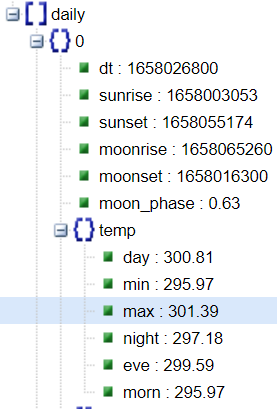 daily
0
dt : 1658026800
sunrise : 1658003053
sunset : 1658055174
moonrise : 1658065260
moonset : 1658016300
moon_phase : 0.63
temp
day : 300.81
min : 295.97
max : 301.39
night : 297.18
eve : 299.59
morn : 295.97